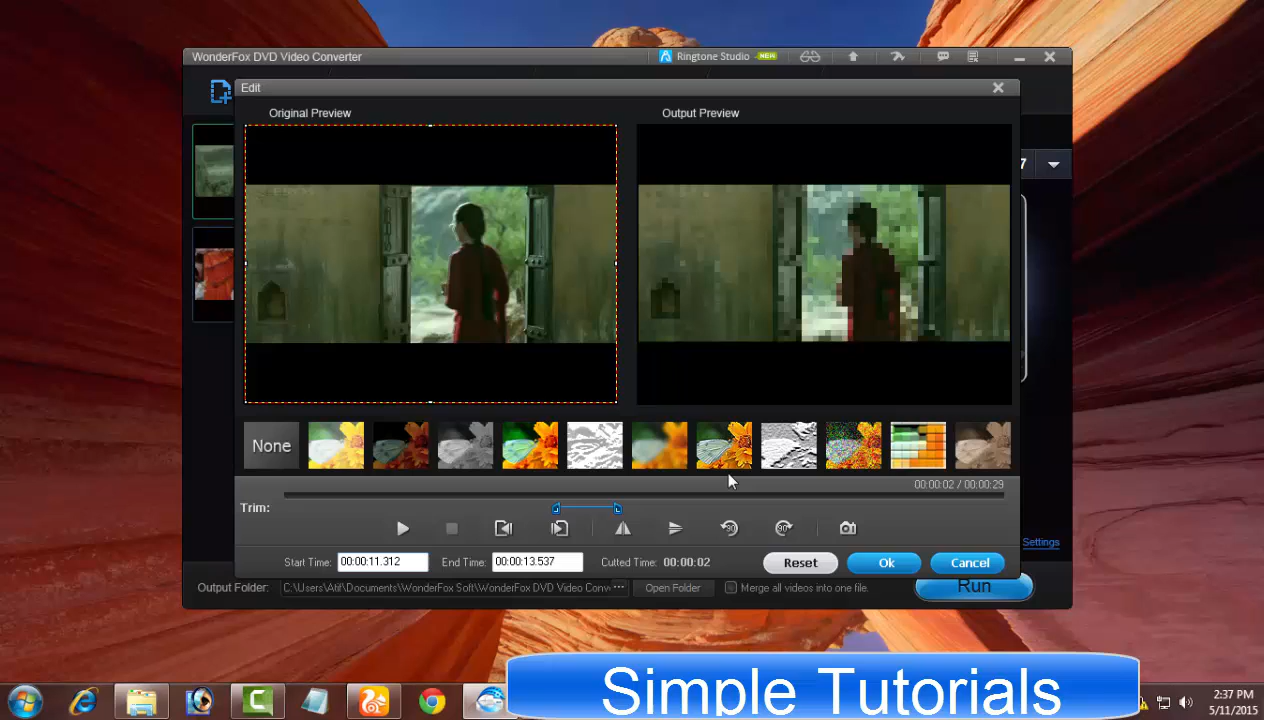 WonderFox DVD Video Converter
Ringtone Studio NEW
Edit
Original Preview
Output Preview
7
None
00:00:02 / 00:00:29
Trim:
90
90
Settings
Start Time: 00:00:11.312 End Time: 00:00:13.537 Cutted Time: 00:00:02 Reset Ok Cancel
Output Folder: C:\Users\Atif\Documents\WonderFox Soft\WonderFox DVD Video Conv ... Open Folder Merge all videos into one file. Run
Simple Tutorials
2:37 PM
5/11/2015